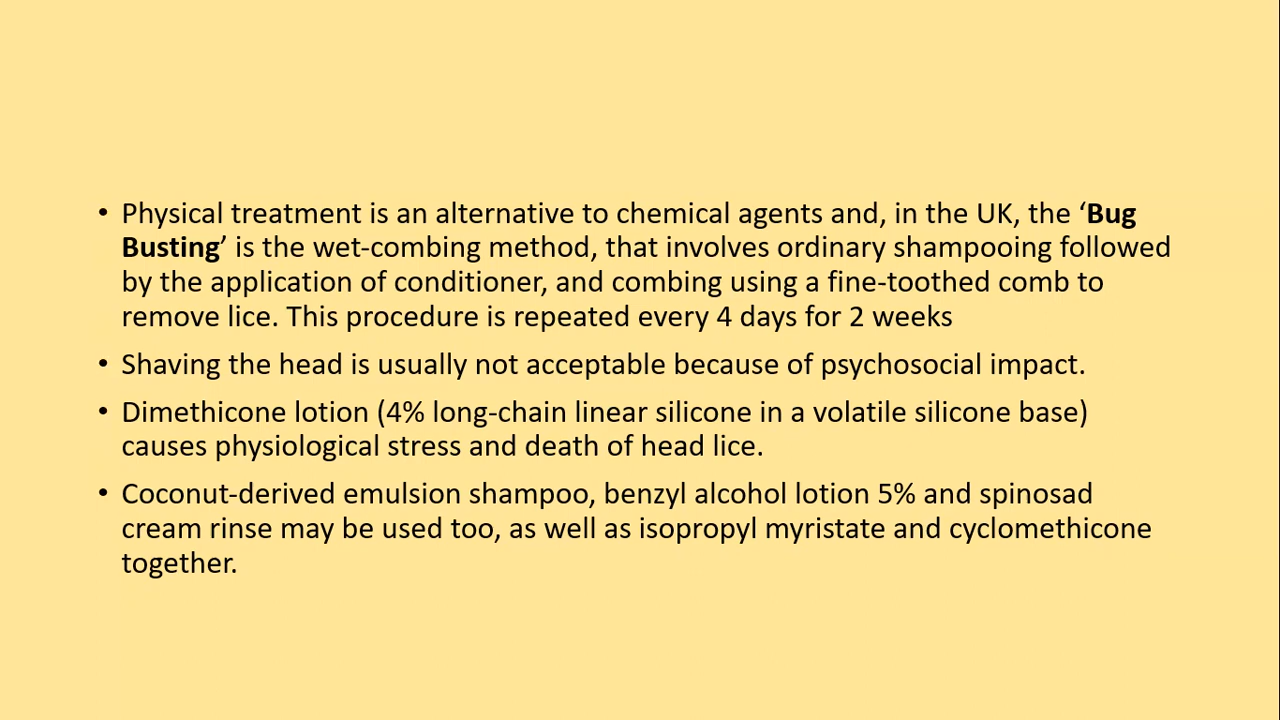 • Physical treatment is an alternative to chemical agents and, in the UK, the ‘Bug
Busting’ is the wet-combing method, that involves ordinary shampooing followed
by the application of conditioner, and combing using a fine-toothed comb to
remove lice. This procedure is repeated every 4 days for 2 weeks
• Shaving the head is usually not acceptable because of psychosocial impact.
• Dimethicone lotion (4% long-chain linear silicone in a volatile silicone base)
causes physiological stress and death of head lice.
• Coconut-derived emulsion shampoo, benzyl alcohol lotion 5% and spinosad
cream rinse may be used too, as well as isopropyl myristate and cyclomethicone
together.